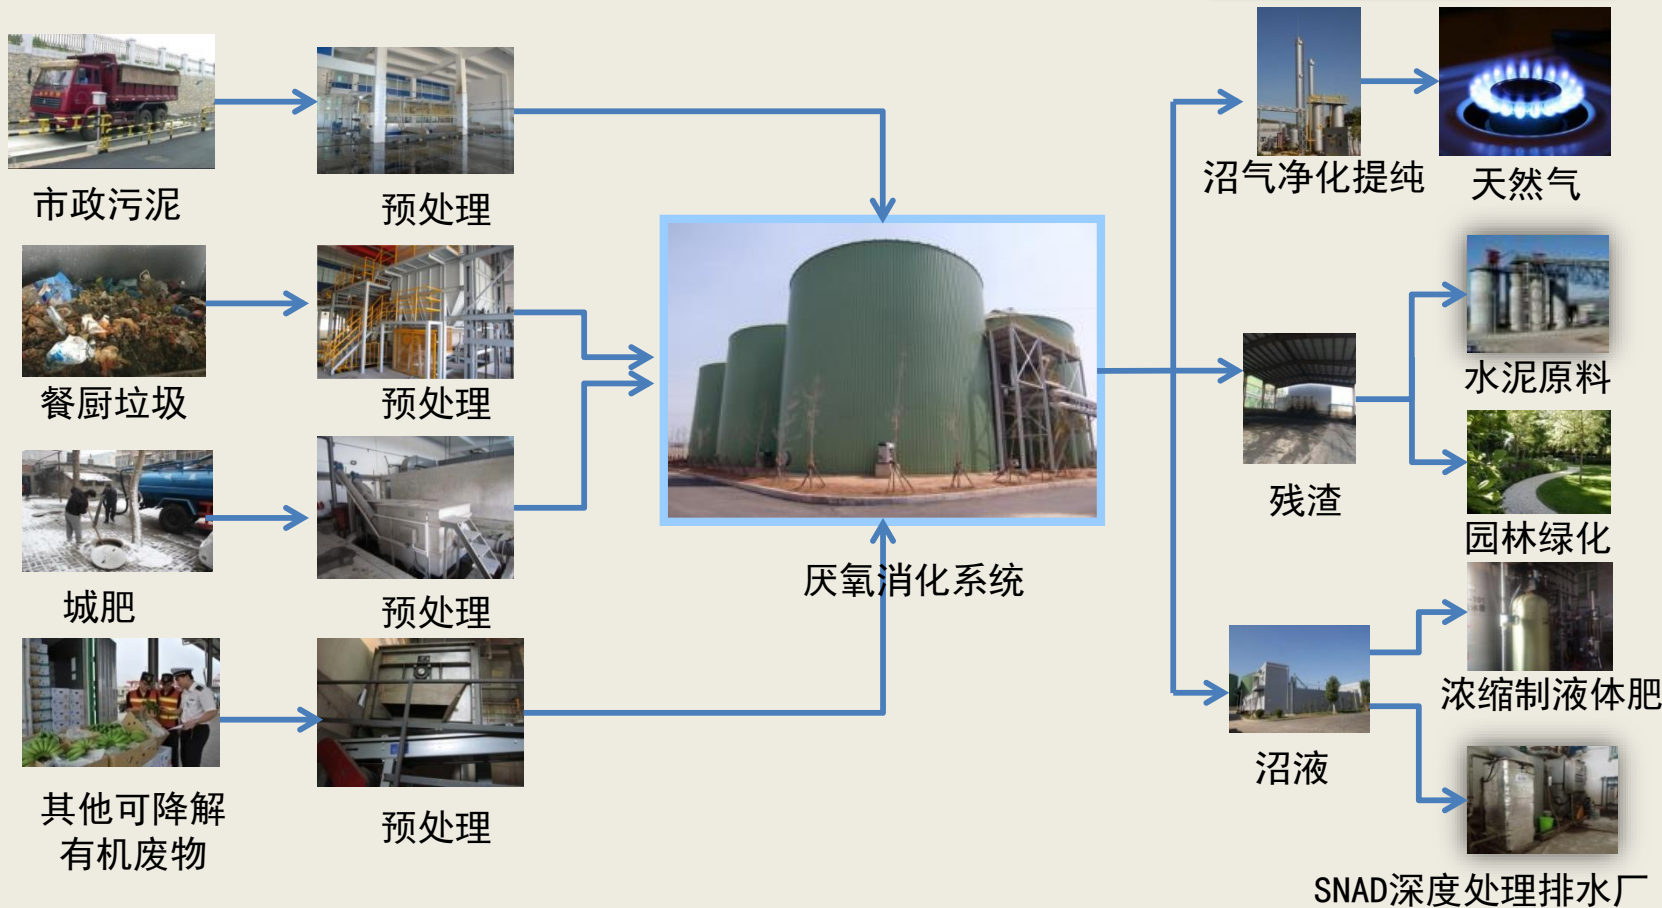 市政污泥
预处理
餐厨垃圾
预处理
城肥
预处理
其他可降解
有机废物
预处理
厌氧消化系统
沼气净化提纯
天然气
残渣
水泥原料
园林绿化
沼液
浓缩制液体肥
SNAD深度处理排水厂